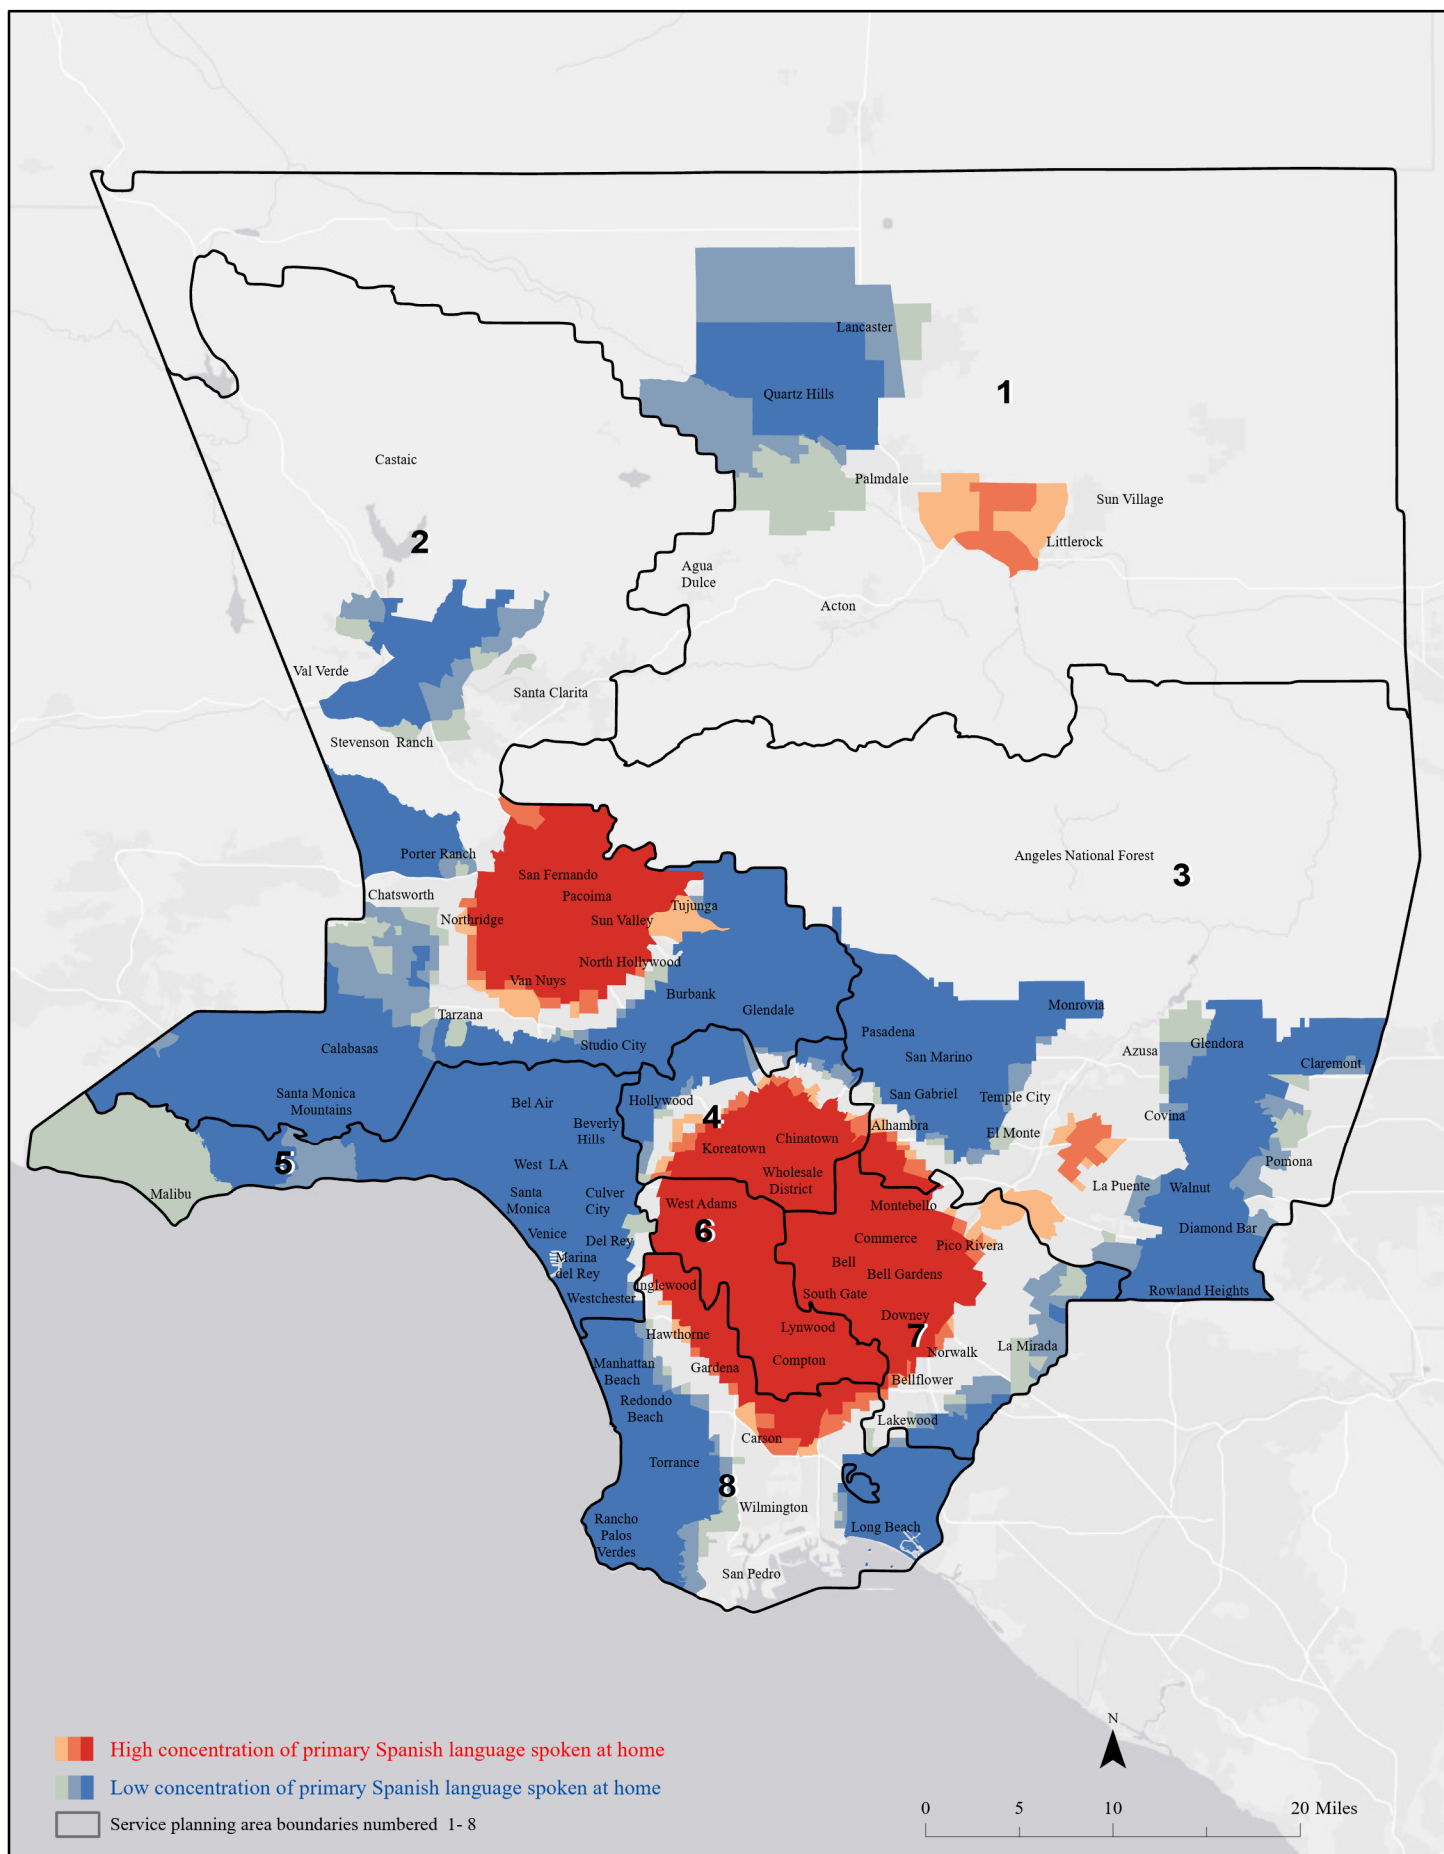 Lancaster
1
Quartz Hills
Castaic
Palmdale
Sun Village
2
Littlerock
Agua
Dulce
Acton
Val Verde
Santa Clarita
Stevenson Ranch
Porter Ranch
Angeles National Forest
3
San Fernando
Chatsworth
Pacoima
Tujunga
Northridge
Sun Valley
North Hollywood
Van Nuys
Burbank
Monrovia
Glendale
Tarzana
Pasadena
Studio City
Glendora
Calabasas
San Marino
Azusa
Claremont
Santa Monica
Mountains
San Gabriel
Temple City
Bel Air
Hollywood
4
Covina
Beverly
Hills
Alhambra
El Monte
Chinatown
Koreatown
5
West LA
Pomona
Wholesale
District
La Puente
Walnut
Malibu
Santa
Monica
Culver
City
West Adams
Montebello
6
Diamond Bar
Venice
Del Rey
Commerce
Pico Rivera
Marina
del Rey
Bell
Bell Gardens
Inglewood
Rowland Heights
Westchester
South Gate
Downey
Lynwood
7
Hawthorne
La Mirada
Norwalk
Manhattan
Beach
Gardena
Compton
Bellflower
Redondo
Beach
Lakewood
Carson
Torrance
8
Wilmington
Rancho
Palos
Verdes
Long Beach
San Pedro
N
High concentration of primary Spanish language spoken at home
Low concentration of primary Spanish language spoken at home
Service planning area boundaries numbered 1- 8
0 5 10 20 Miles